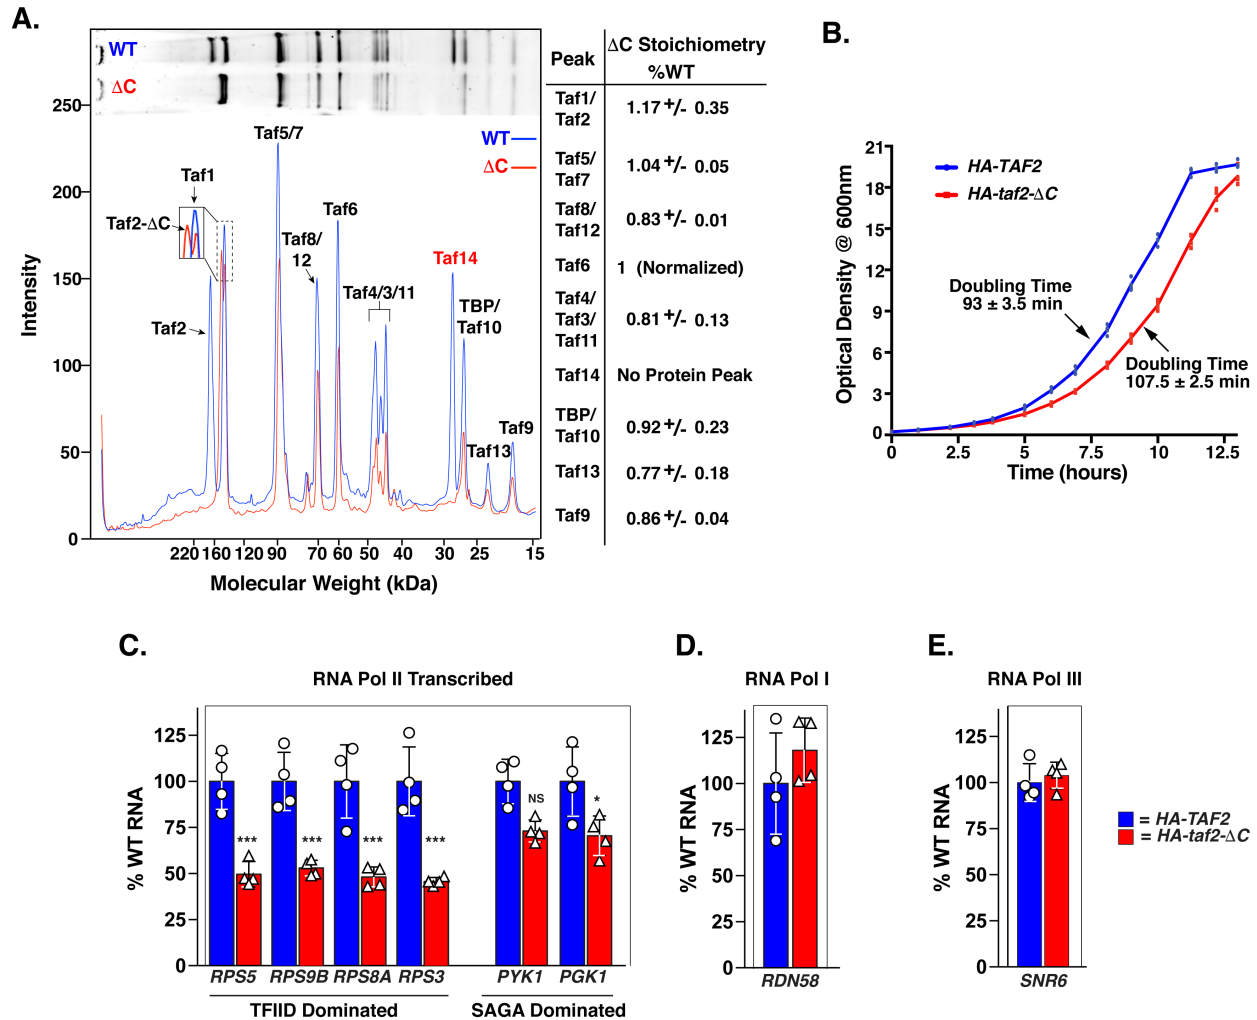 A.
WT
ΔC
250
200
150
100
50
0
Intensity
WT
ΔC
Taf5/7
Taf1
Taf2-ΔC
Taf2
Taf8/
12
Taf6
Taf4/3/11
Taf14
TBP/
Taf10
Taf13
Taf9
220 160 120 90 70 60 50 40 30 25 15
Molecular Weight (kDa)
Peak ΔC Stoichiometry
%WT
Taf1/
Taf2
1.17 +/- 0.35
Taf5/
Taf7
1.04 +/- 0.05
Taf8/
Taf12
0.83 +/- 0.01
Taf6 1 (Normalized)
Taf4/
Taf3/
Taf11
0.81 +/- 0.13
Taf14 No Protein Peak
TBP/
Taf10
0.92 +/- 0.23
Taf13 0.77 +/- 0.18
Taf9 0.86 +/- 0.04
B.
21
18
15
12
9
6
3
0
Optical Density @ 600nm
HA-TAF2
HA-taf2-ΔC
Doubling Time
93 ± 3.5 min
Doubling Time
107.5 ± 2.5 min
0 2.5 5 7.5 10 12.5
Time (hours)
C.
RNA Pol II Transcribed
125
100
75
50
25
0
% WT RNA
*** *** *** *** NS *
RPS5 RPS9B RPS8A RPS3 PYK1 PGK1
TFIID Dominated SAGA Dominated
D.
RNA Pol I
125
100
75
50
25
0
% WT RNA
RDN58
E.
RNA Pol III
125
100
75
50
25
0
% WT RNA
SNR6
= HA-TAF2
= HA-taf2-ΔC